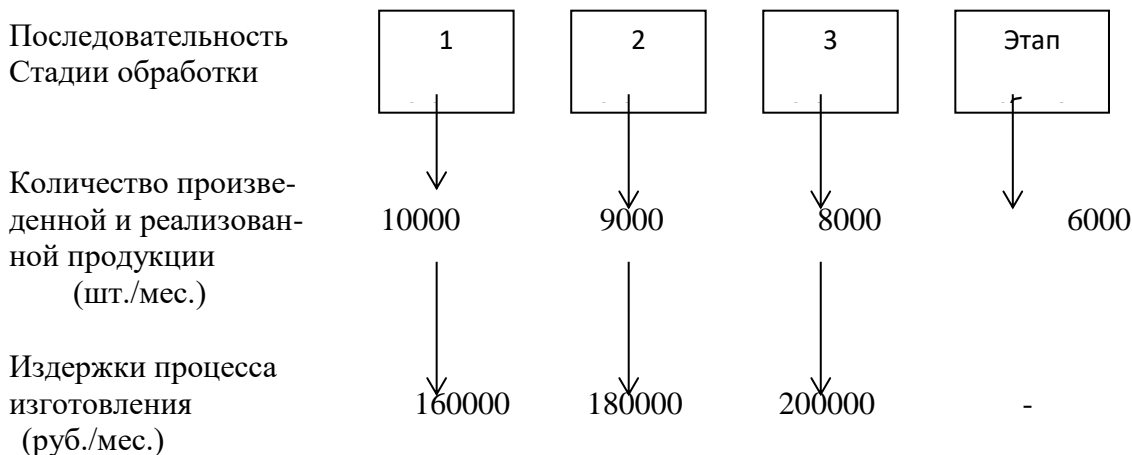 Последовательность
Стадии обработки
1 2 3 Этап
Количество произве-
денной и реализован- 10000 9000 8000 6000
ной продукции
(шт./мес.)
Издержки процесса
изготовления 160000 180000 200000 -
(руб./мес.)